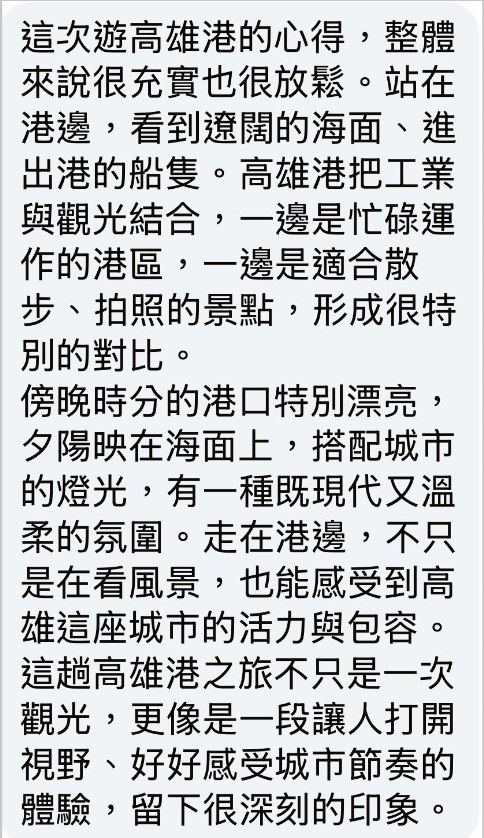 這次遊高雄港的心得，整體
來說很充實也很放鬆。站在
港邊，看到遼闊的海面、進
出港的船隻。高雄港把工業
與觀光結合，一邊是忙碌運
作的港區，一邊是適合散
步、拍照的景點，形成很特
別的對比。
傍晚時分的港口特別漂亮，
夕陽映在海面上，搭配城市
的燈光，有一種既現代又溫
柔的氛圍。走在港邊，不只
是在看風景，也能感受到高
雄這座城市的活力與包容。
這趟高雄港之旅不只是一次
觀光，更像是一段讓人打開
視野、好好感受城市節奏的
體驗，留下很深刻的印象。